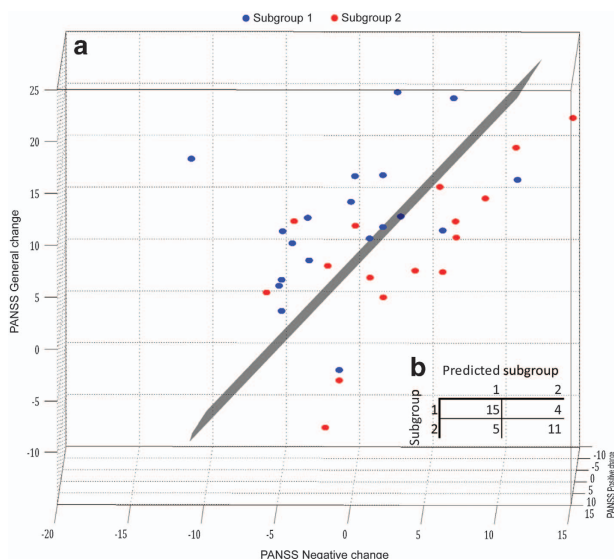 Subgroup 1 Subgroup 2
a
25
20
15
10
5
0
-5
-10
PANSS General change
b
Predicted subgroup
1 2
Subgroup
1 15 4
2 5 11
-10
-5
0
5
10
15
PANSS Positive change
-20 -15 -10 -5 0 5 10 15
PANSS Negative change